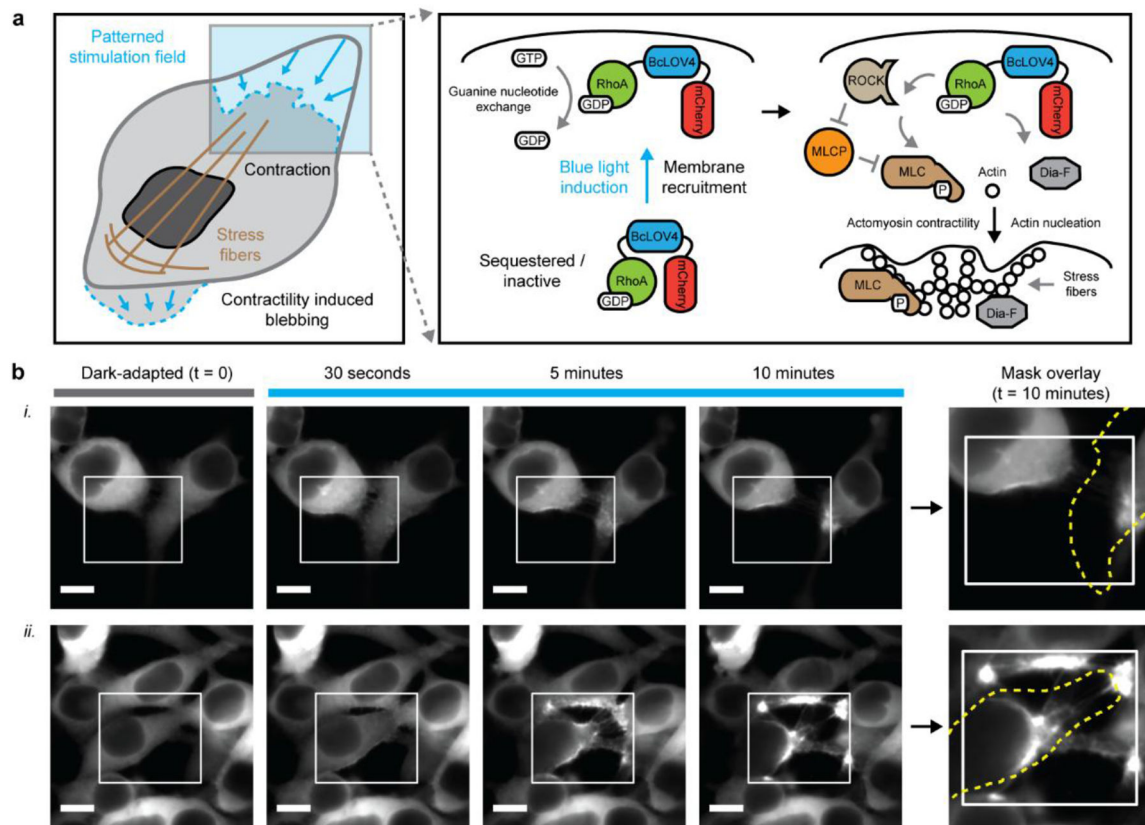 a
Patterned
stimulation field
Contraction
Stress
fibers
Contractility induced
blebbing
GTP
Guanine nucleotide
exchange
GDP
RhoA
GDP
BcLOV4
mCherry
Blue light
induction
Membrane
recruitment
Sequestered /
inactive
BcLOV4
RhoA
GDP
mCherry
ROCK
RhoA
GDP
BcLOV4
mCherry
MLCP
MLC
P
Actin
Dia-F
Actomyosin contractility
Actin nucleation
MLC
P
Dia-F
Stress
fibers
b
Dark-adapted (t = 0)
30 seconds
5 minutes
10 minutes
Mask overlay
(t = 10 minutes)
i.
ii.